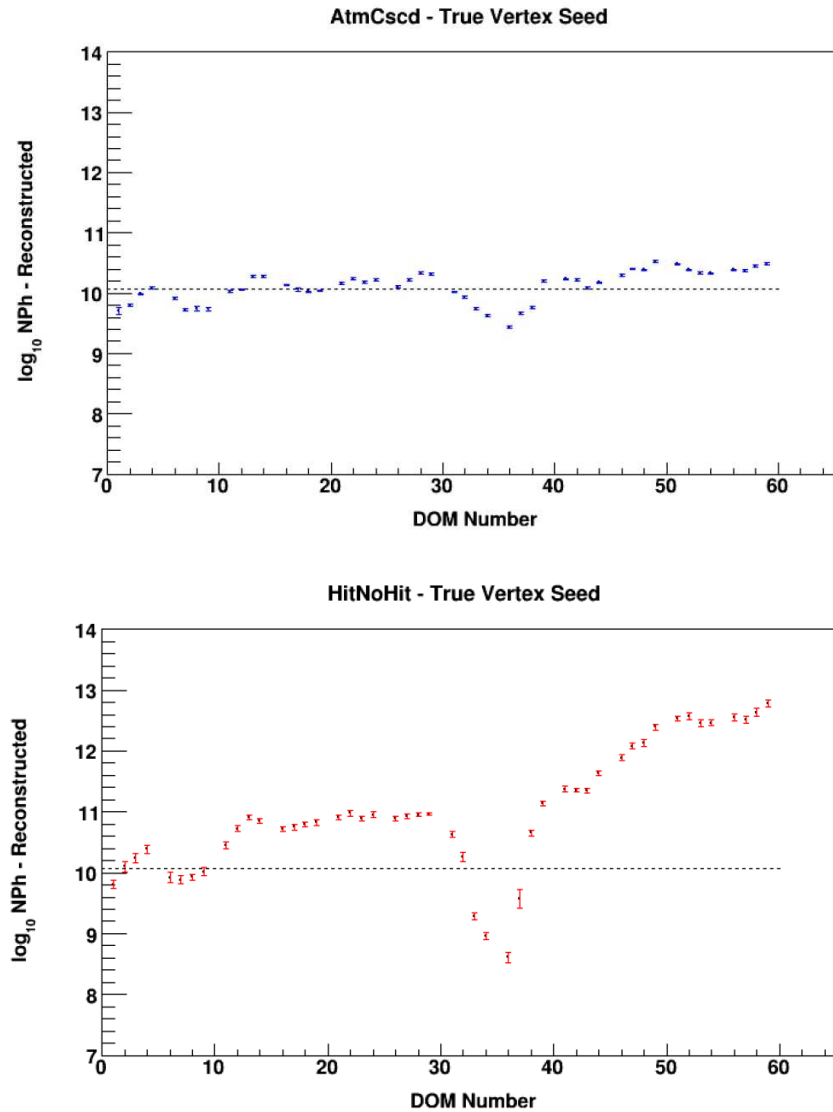 AtmCscd - True Vertex Seed
14
13
12
11
10
9
8
7
log10 NPh - Reconstructed
0 10 20 30 40 50 60
DOM Number
HitNoHit - True Vertex Seed
14
13
12
11
10
9
8
7
log10 NPh - Reconstructed
0 10 20 30 40 50 60
DOM Number